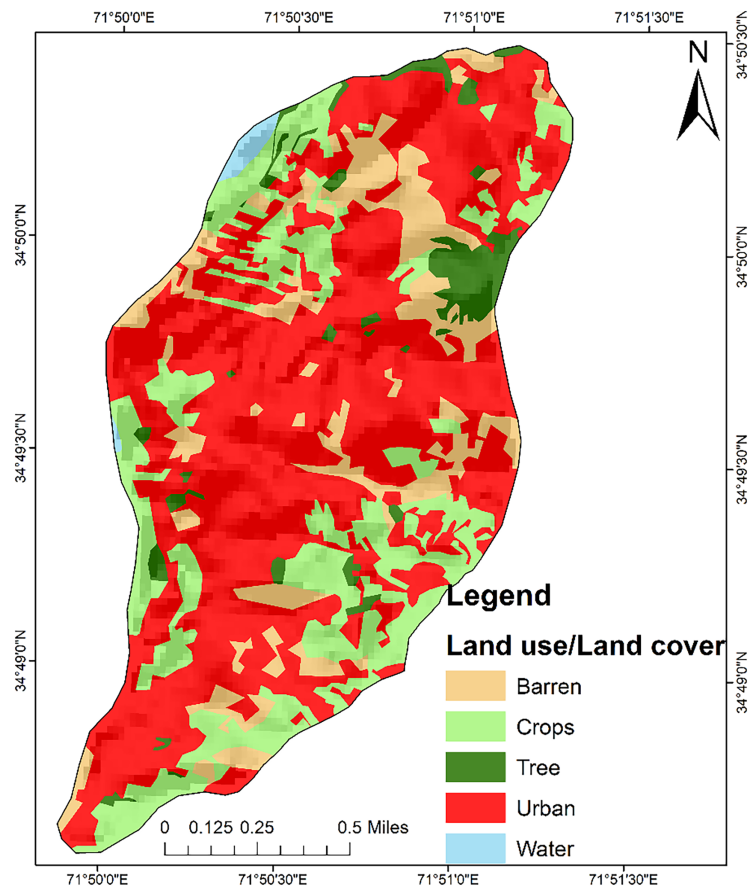 71°50'0"E 71°50'30"E 71°51'0"E 71°51'30"E
34°50'30"N
N
34°50'0"N
34°50'0"N
34°49'30"N
34°49'30"N
34°49'0"N
34°49'0"N
Legend
Land use/Land cover
Barren
Crops
Tree
Urban
Water
0 0.125 0.25 0.5 Miles
71°50'0"E 71°50'30"E 71°51'0"E 71°51'30"E